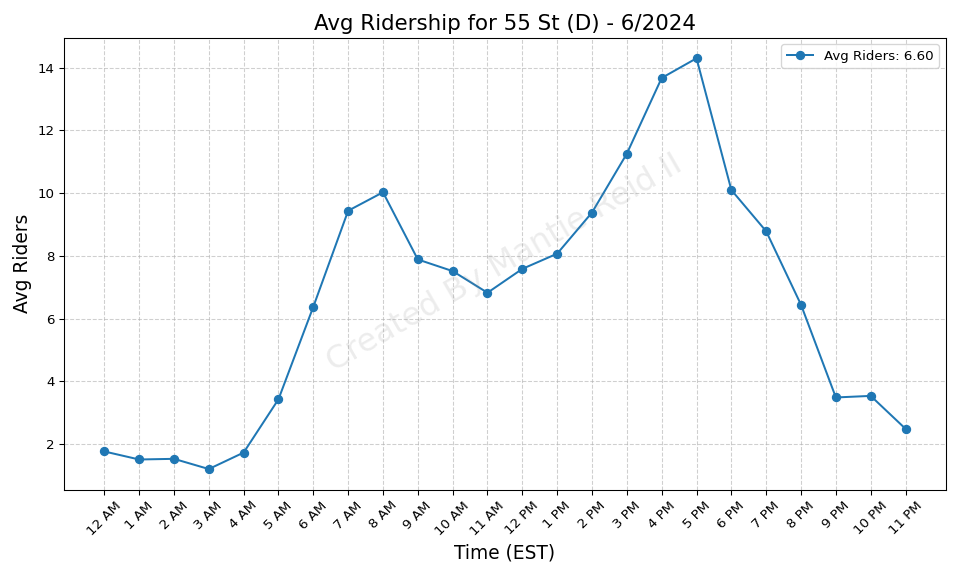 Avg Ridership for 55 St (D) - 6/2024
Avg Riders: 6.60
14
12
10
8
6
4
2
Avg Riders
Created By Mantie Reid II
12 AM
1 AM
2 AM
3 AM
4 AM
5 AM
6 AM
7 AM
8 AM
9 AM
10 AM
11 AM
12 PM
1 PM
2 PM
3 PM
4 PM
5 PM
6 PM
7 PM
8 PM
9 PM
10 PM
11 PM
Time (EST)